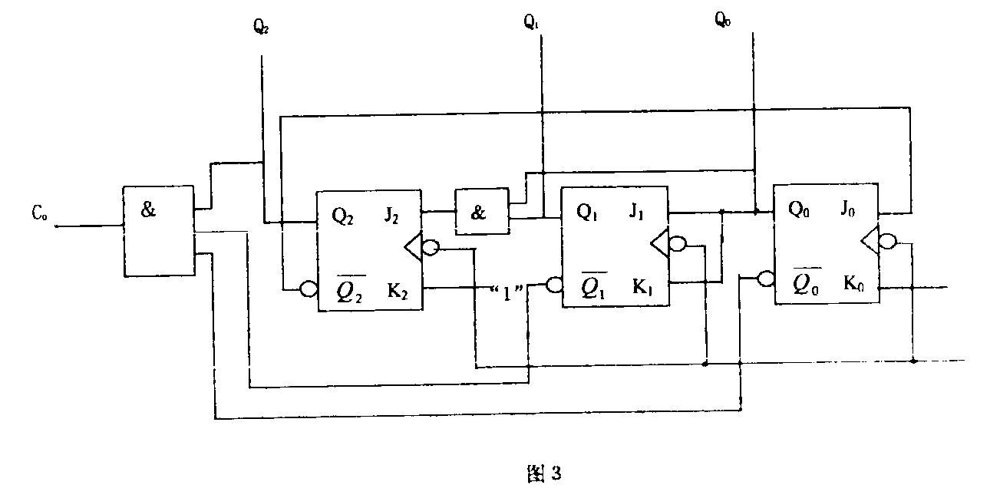 Q₂ Q₁ Q₀
C₀ & Q₂ J₂ & Q₁ J₁ Q₀ J₀
Q̅₂ K₂ “1” Q̅₁ K₁ Q̅₀ K₀
图 3